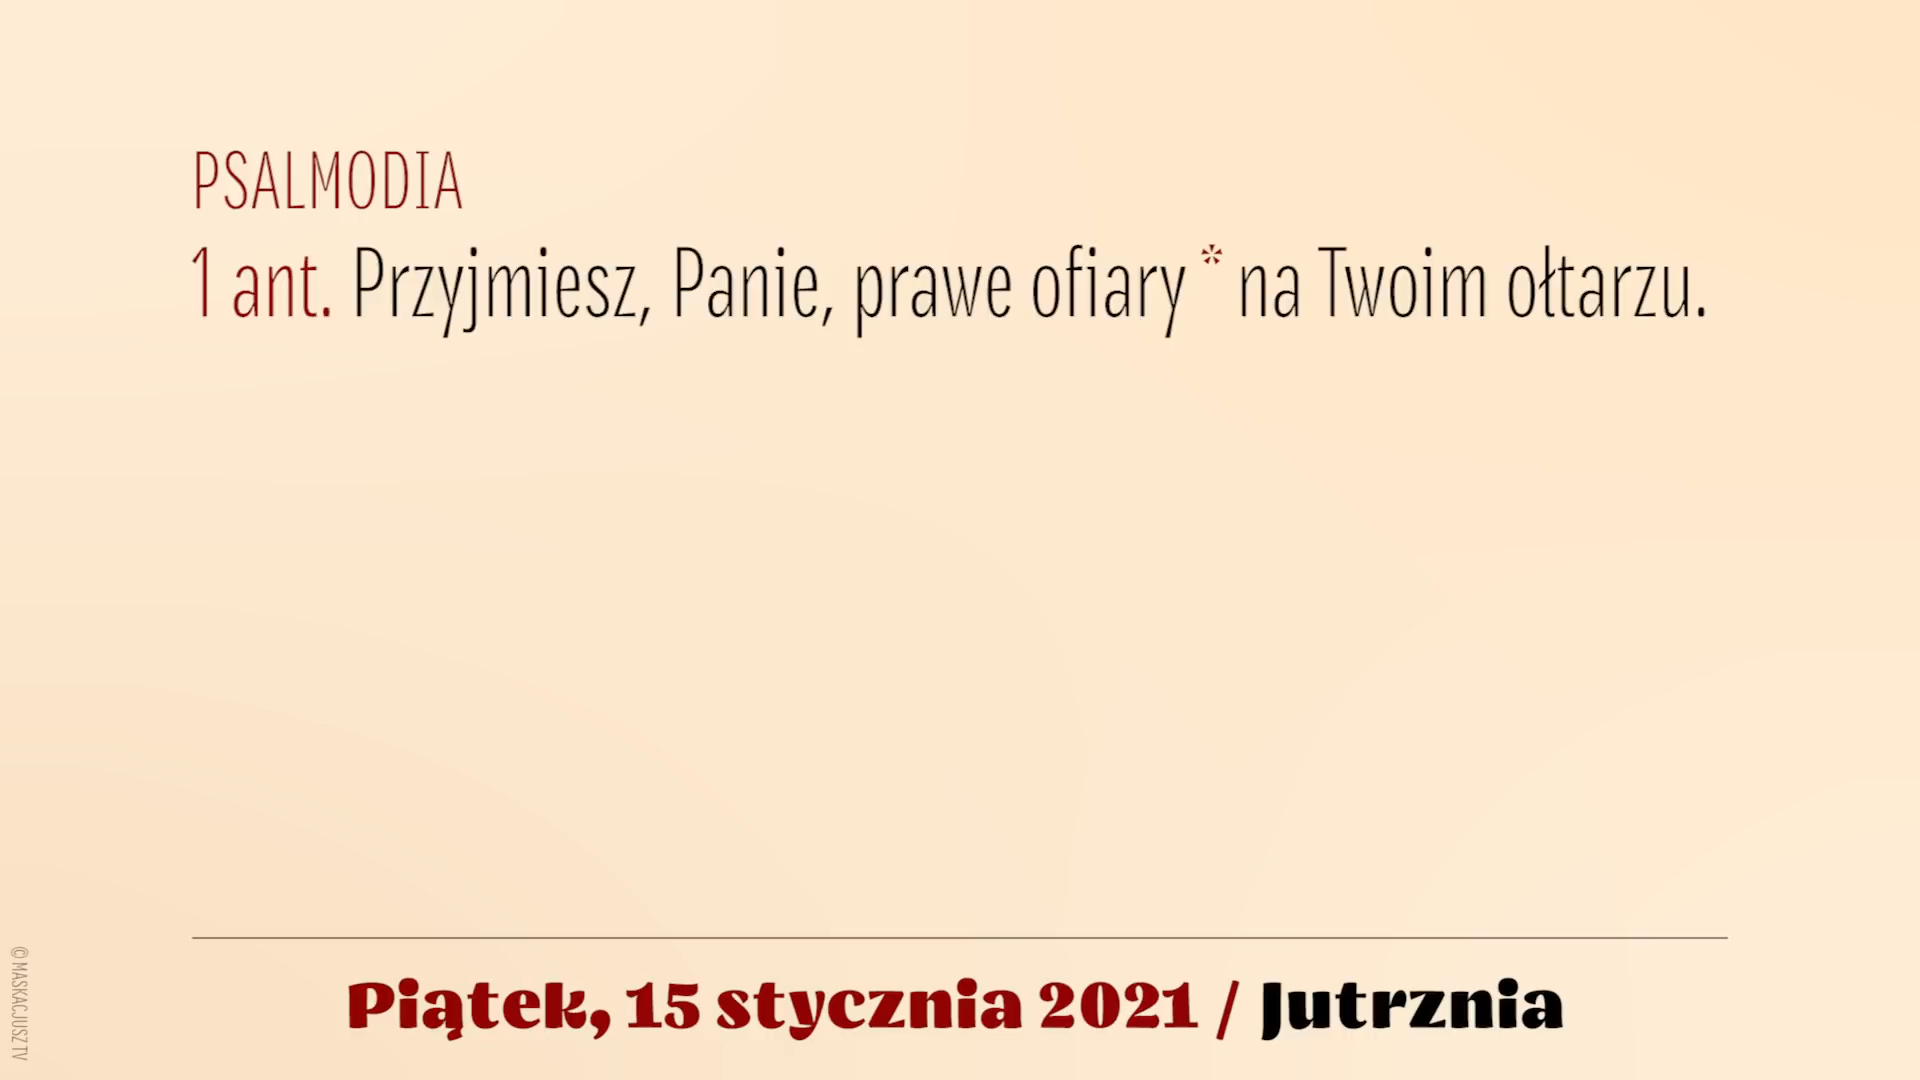 PSALMODIA
1 ant. Przyjmiesz, Panie, prawe ofiary * na Twoim ołtarzu.
Piątek, 15 stycznia 2021 / Jutrznia
© MASKACJUSZ TV